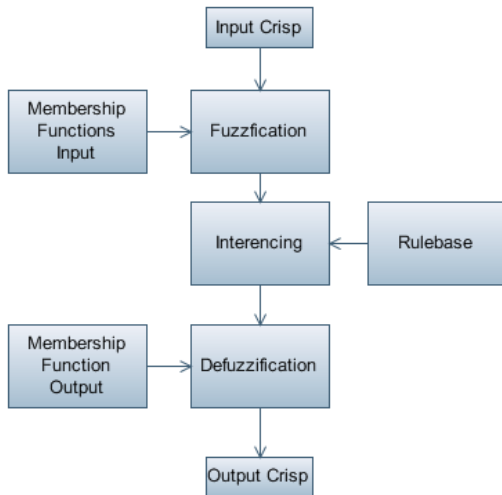 Input Crisp
Membership
Functions
Input
Fuzzfication
Interencing
Rulebase
Membership
Function
Output
Defuzzification
Output Crisp